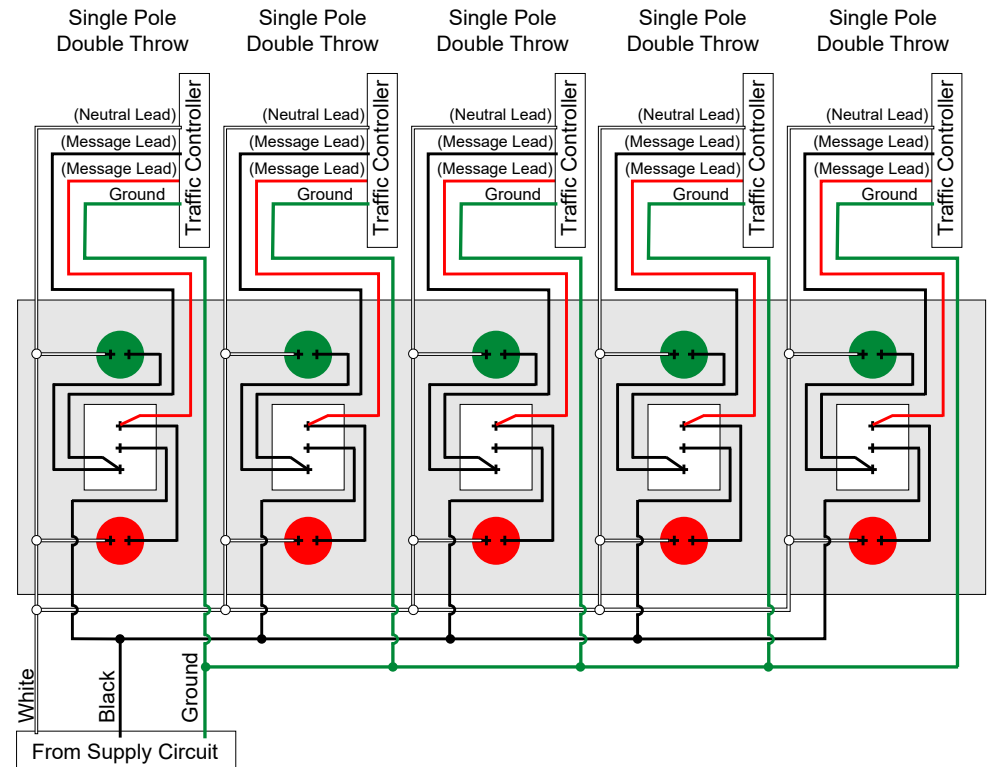 Single Pole
Double Throw
Single Pole
Double Throw
Single Pole
Double Throw
Single Pole
Double Throw
Single Pole
Double Throw
(Neutral Lead)
(Message Lead)
(Message Lead)
Ground
Traffic Controller
(Neutral Lead)
(Message Lead)
(Message Lead)
Ground
Traffic Controller
(Neutral Lead)
(Message Lead)
(Message Lead)
Ground
Traffic Controller
(Neutral Lead)
(Message Lead)
(Message Lead)
Ground
Traffic Controller
(Neutral Lead)
(Message Lead)
(Message Lead)
Ground
Traffic Controller
White
Black
Ground
From Supply Circuit